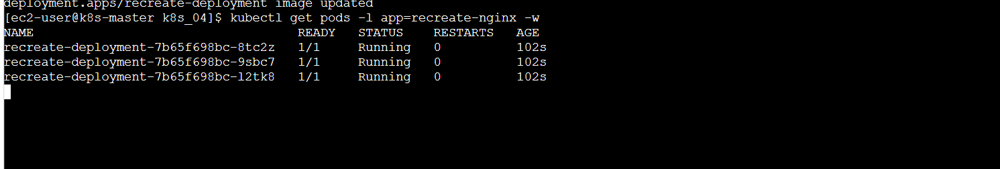 deployment.apps/recreate-deployment image updated
[ec2-user@k8s-master k8s_04]$ kubectl get pods -l app=recreate-nginx -w
NAME READY STATUS RESTARTS AGE
recreate-deployment-7b65f698bc-8tc2z 1/1 Running 0 102s
recreate-deployment-7b65f698bc-9sbc7 1/1 Running 0 102s
recreate-deployment-7b65f698bc-l2tk8 1/1 Running 0 102s